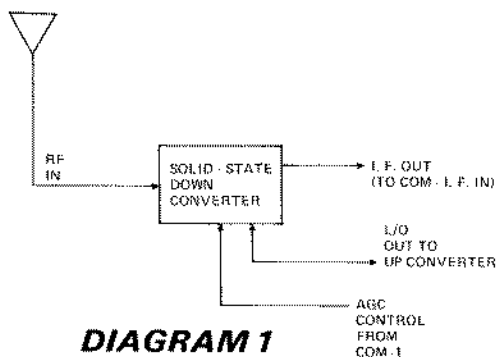 RF
IN
SOLID-STATE
DOWN
CONVERTER
I. F. OUT
(TO COM - I. F. IN)
L/O
OUT TO
UP CONVERTER
AGC
CONTROL
FROM
COM-1
DIAGRAM 1